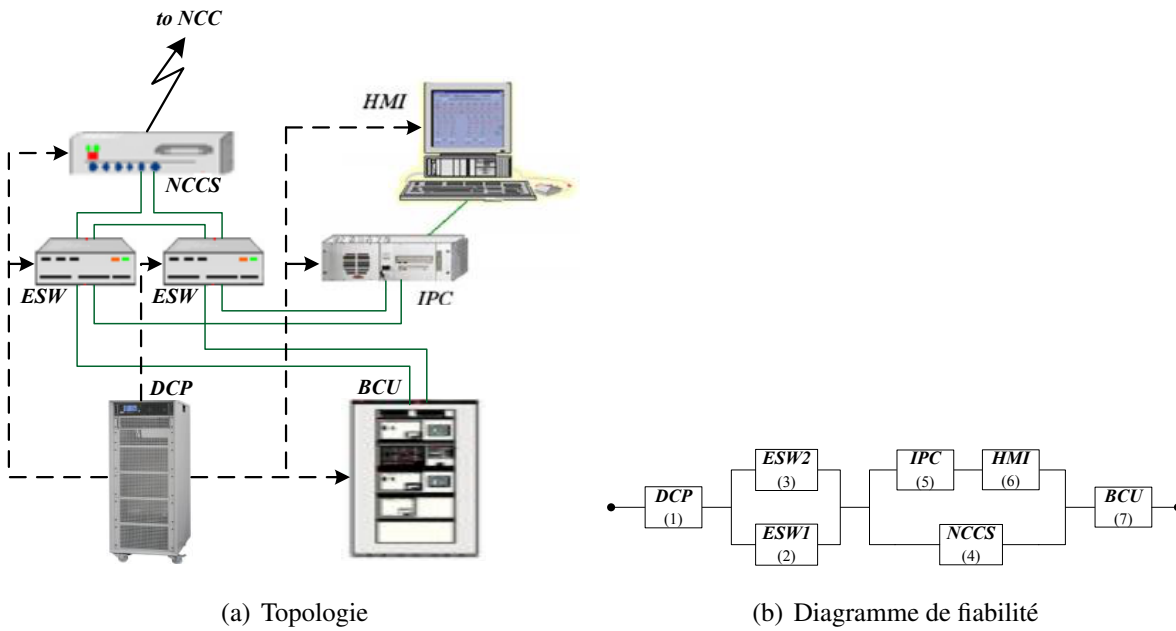 to NCC
HMI
NCCS
ESW
ESW
IPC
DCP
BCU
DCP
(1)
ESW2
(3)
ESW1
(2)
IPC
(5)
HMI
(6)
NCCS
(4)
BCU
(7)
(a) Topologie
(b) Diagramme de fiabilité